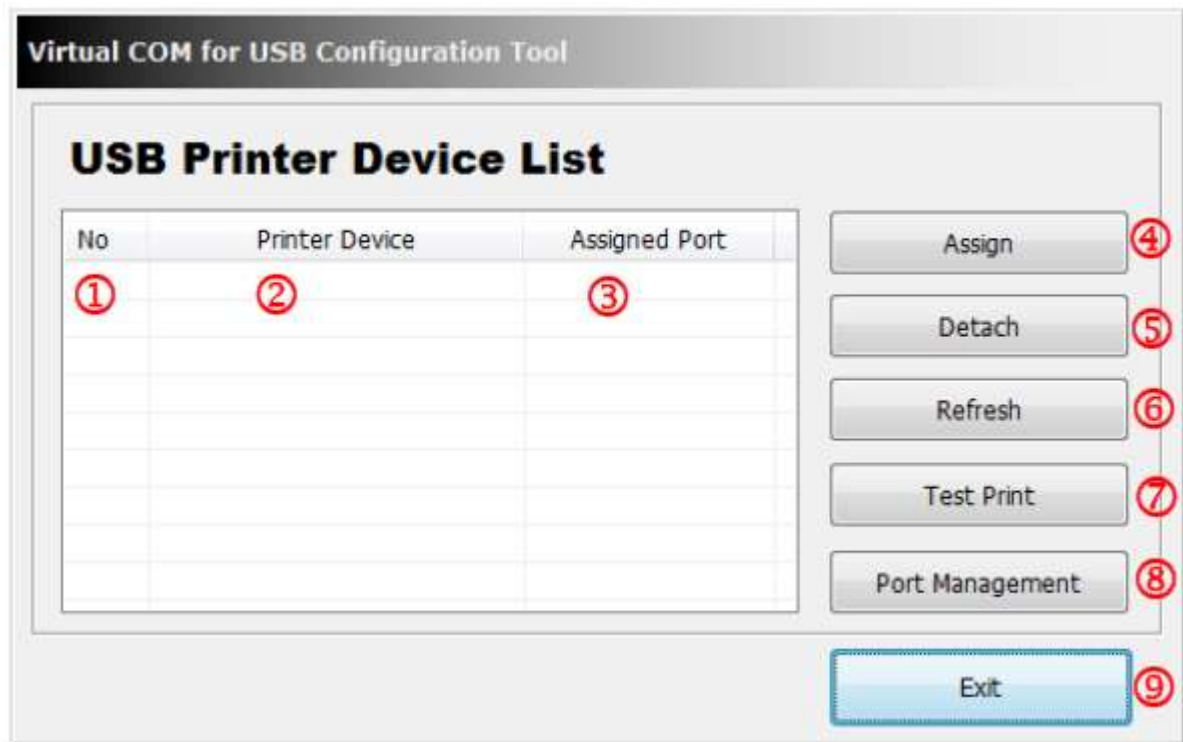 Virtual COM for USB Configuration Tool
USB Printer Device List
No Printer Device Assigned Port
① ② ③
Assign ④
Detach ⑤
Refresh ⑥
Test Print ⑦
Port Management ⑧
Exit ⑨